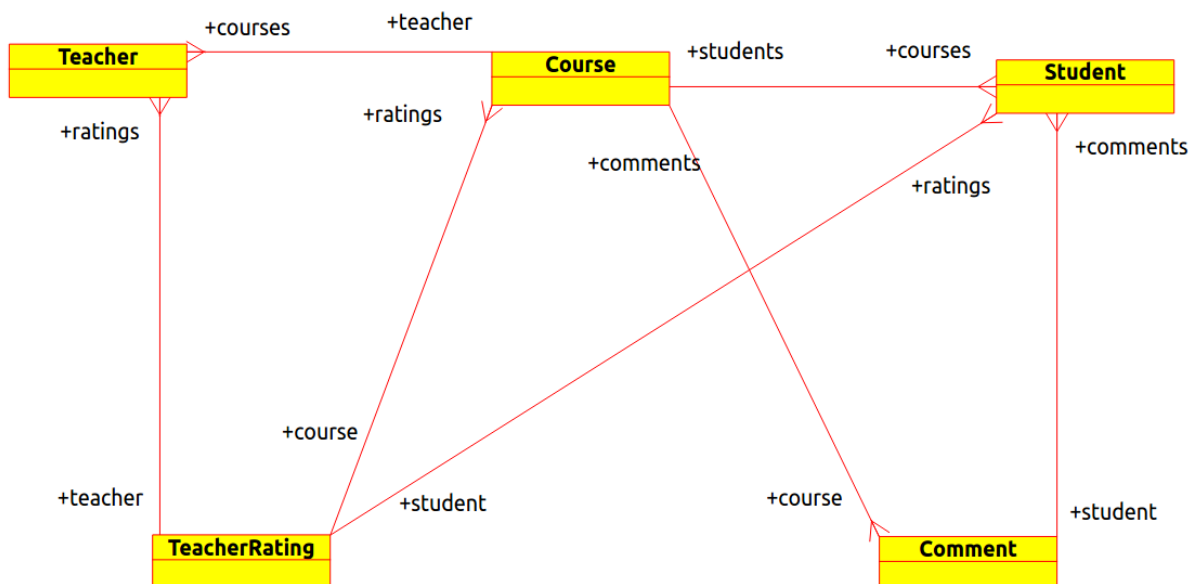 +courses
+teacher
Teacher
+students
+courses
Course
Student
+ratings
+ratings
+comments
+comments
+ratings
+course
+teacher
+student
+course
+student
TeacherRating
Comment